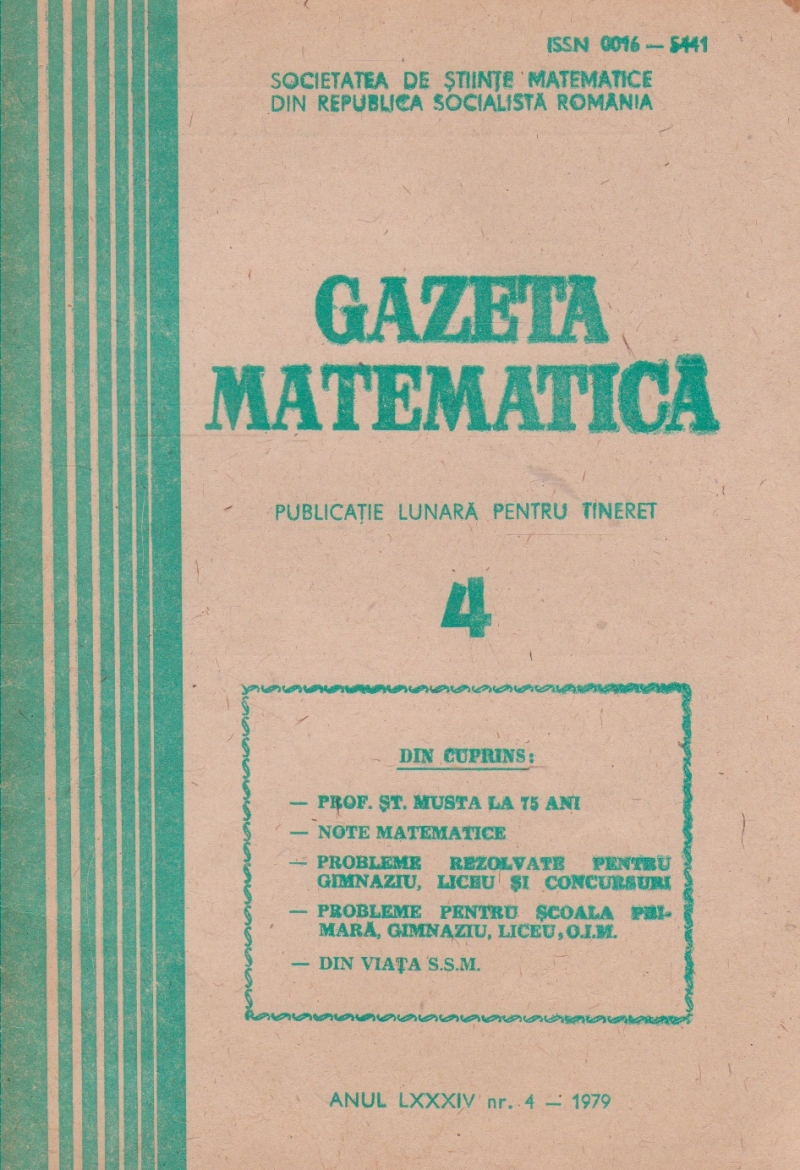 ISSN 0016 — 5441
SOCIETATEA DE ŞTIINŢE MATEMATICE
DIN REPUBLICA SOCIALISTĂ ROMÂNIA
GAZETA
MATEMATICĂ
PUBLICAŢIE LUNARĂ PENTRU TINERET
4
DIN CUPRINS:
— PROF. ŞT. MUSTA LA 75 ANI
— NOTE MATEMATICE
— PROBLEME REZOLVATE PENTRU
GIMNAZIU, LICEU ŞI CONCURSURI
— PROBLEME PENTRU ŞCOALA PRI-
MARĂ, GIMNAZIU, LICEU, O.I.M.
— DIN VIAŢA S.S.M.
ANUL LXXXIV nr. 4 — 1979